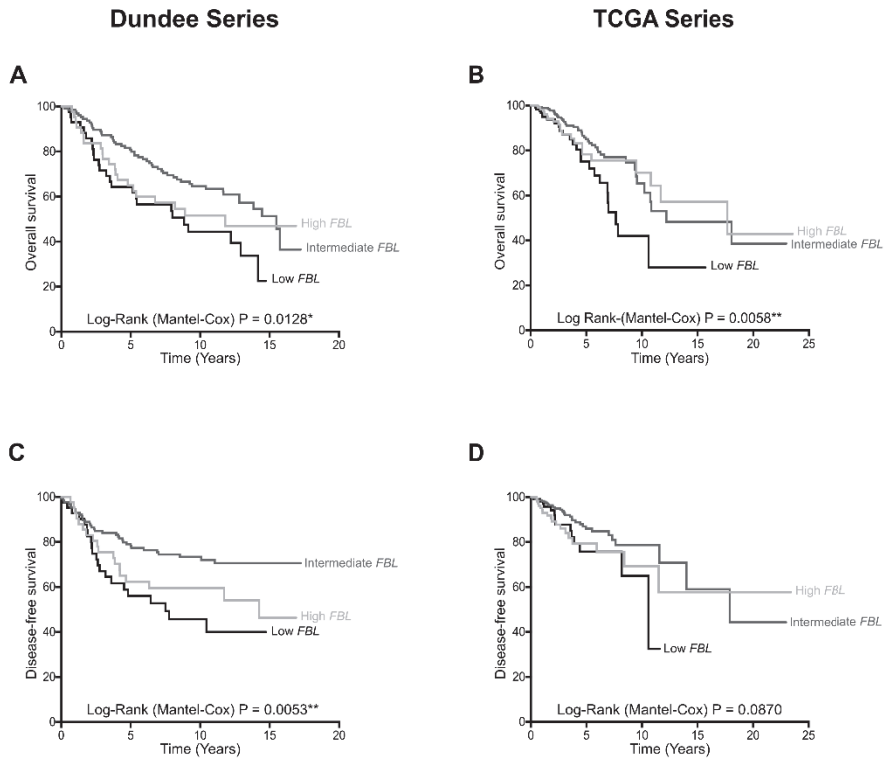 Dundee Series
TCGA Series
A
Overall survival
100
80
60
40
20
0
0 5 10 15 20
Time (Years)
High FBL
Intermediate FBL
Low FBL
Log-Rank (Mantel-Cox) P = 0.0128*
B
Overall survival
100
80
60
40
20
0
0 5 10 15 20 25
Time (Years)
High FBL
Intermediate FBL
Low FBL
Log Rank-(Mantel-Cox) P = 0.0058**
C
Disease-free survival
100
80
60
40
20
0
0 5 10 15 20
Time (Years)
Intermediate FBL
High FBL
Low FBL
Log-Rank (Mantel-Cox) P = 0.0053**
D
Disease-free survival
100
80
60
40
20
0
0 5 10 15 20 25
Time (Years)
High FBL
Intermediate FBL
Low FBL
Log-Rank (Mantel-Cox) P = 0.0870